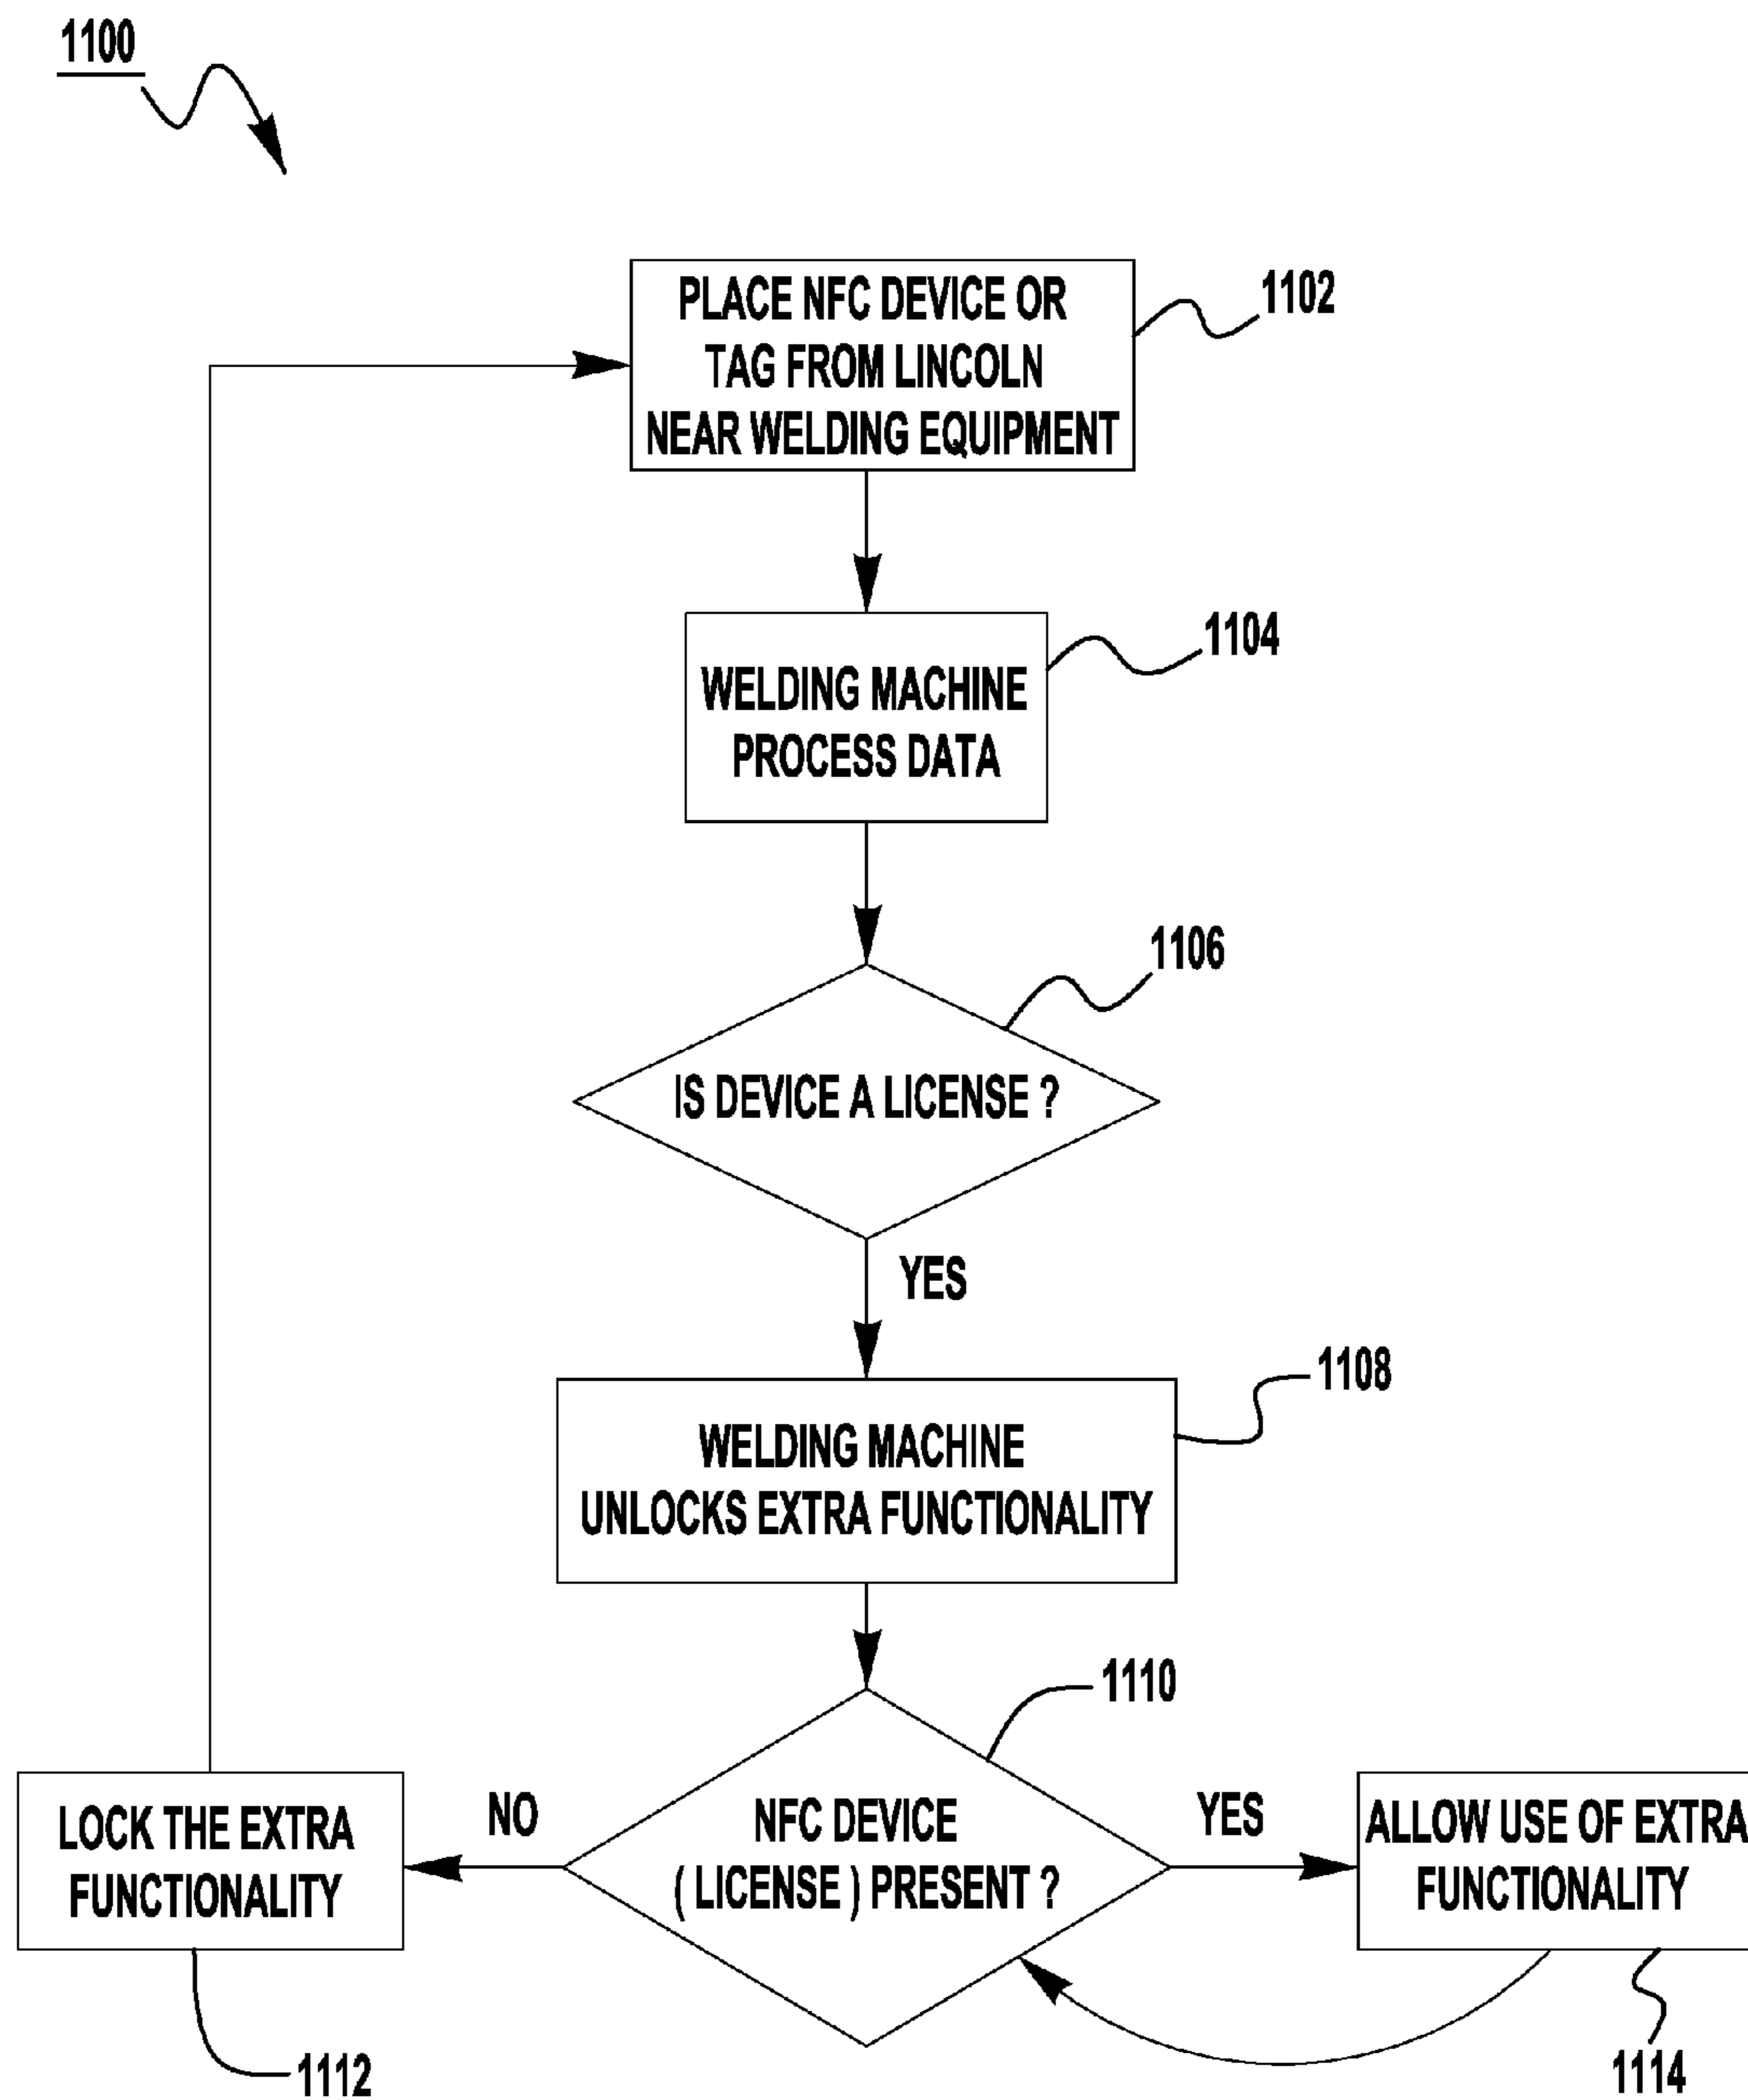 1100
PLACE NFC DEVICE OR
TAG FROM LINCOLN
NEAR WELDING EQUIPMENT
1102
WELDING MACHINE
PROCESS DATA
1104
1106
IS DEVICE A LICENSE ?
YES
1108
WELDING MACHINE
UNLOCKS EXTRA FUNCTIONALITY
1110
LOCK THE EXTRA
FUNCTIONALITY
NO
NFC DEVICE
( LICENSE ) PRESENT ?
YES
ALLOW USE OF EXTRA
FUNCTIONALITY
1112
1114